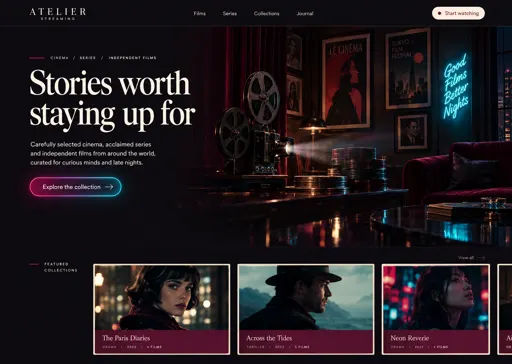 ATELIER
STREAMING
Films
Series
Collections
Journal
Start watching
CINEMA / SERIES / INDEPENDENT FILMS
Stories worth
staying up for
Carefully selected cinema, acclaimed series
and independent films from around the world,
curated for curious minds and late nights.
Explore the collection
LE CINÉMA
Good
Films
Better
Nights
View all
FEATURED
COLLECTIONS
The Paris Diaries
Across the Tides
Neon Reverie